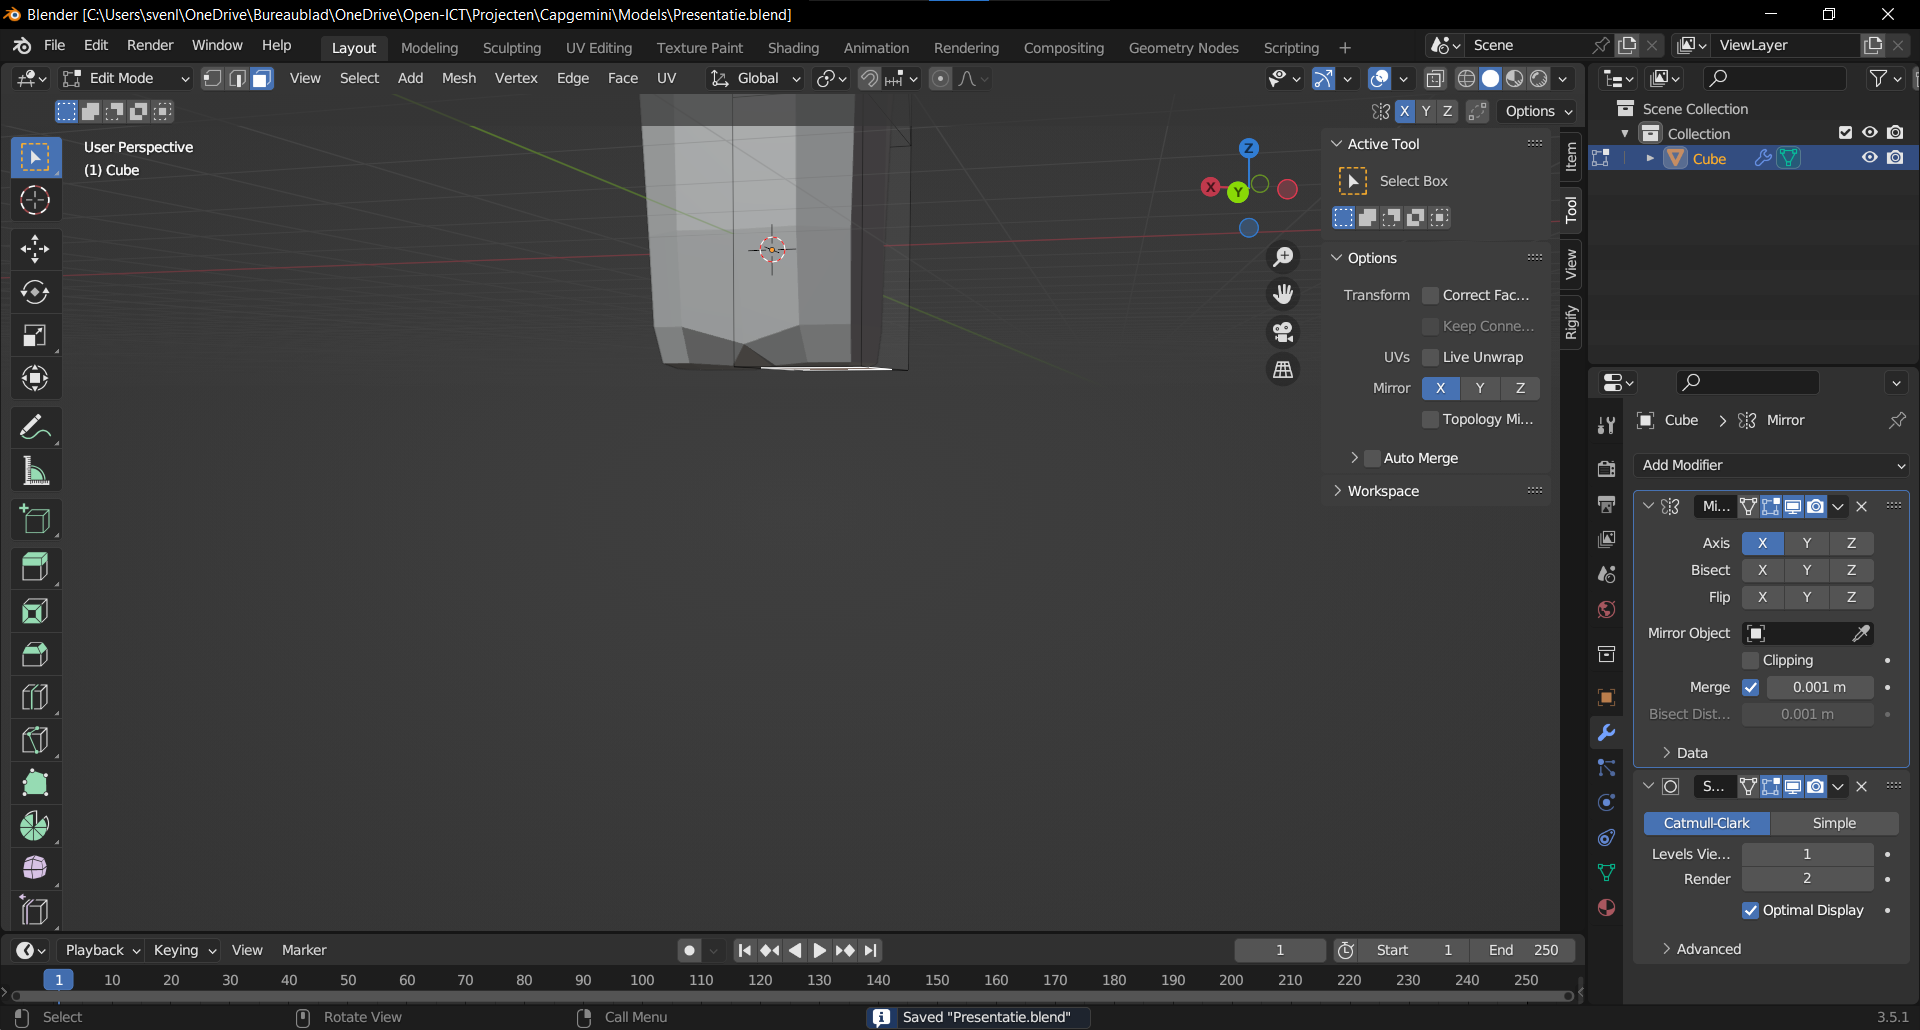 Blender [C:\Users\svenl\OneDrive\Bureaublad\OneDrive\Open-ICT\Projecten\Capgemini\Models\Presentatie.blend]
File Edit Render Window Help Layout Modeling Sculpting UV Editing Texture Paint Shading Animation Rendering Compositing Geometry Nodes Scripting + Scene ViewLayer
Edit Mode View Select Add Mesh Vertex Edge Face UV Global
X Y Z Options
User Perspective
(1) Cube
Z
X
Y
Active Tool
Select Box
Options
Transform Correct Fac...
Keep Conne...
UVs Live Unwrap
Mirror X Y Z
Topology Mi...
Auto Merge
Workspace
Item
Tool
View
Rigify
Scene Collection
Collection
Cube
Cube Mirror
Add Modifier
Mi...
Axis X Y Z
Bisect X Y Z
Flip X Y Z
Mirror Object
Clipping
Merge 0.001 m
Bisect Dist... 0.001 m
Data
S...
Catmull-Clark Simple
Levels Vie... 1
Render 2
Optimal Display
Advanced
Playback Keying View Marker 1 Start 1 End 250
1 10 20 30 40 50 60 70 80 90 100 110 120 130 140 150 160 170 180 190 200 210 220 230 240 250
Select Rotate View Call Menu Saved "Presentatie.blend" 3.5.1